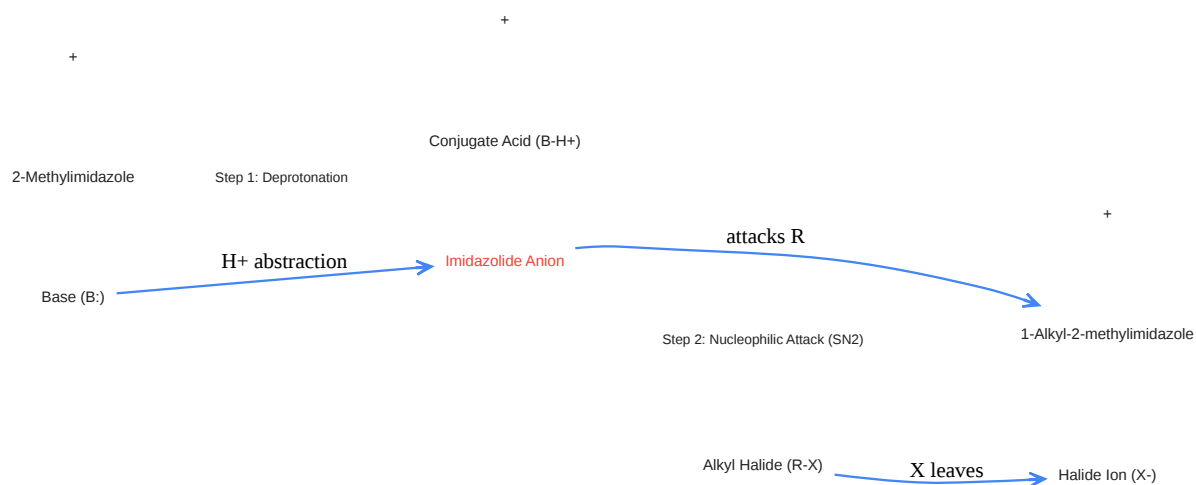 +
+
Conjugate Acid (B-H+)
2-Methylimidazole
Step 1: Deprotonation
+
attacks R
H+ abstraction
Imidazolide Anion
Base (B:)
1-Alkyl-2-methylimidazole
Step 2: Nucleophilic Attack (SN2)
Alkyl Halide (R-X)
X leaves
Halide Ion (X-)